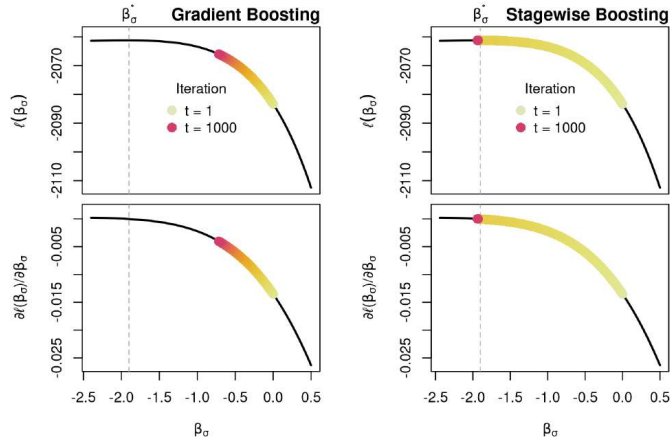 β*σ Gradient Boosting
ℓ(βσ)
-2070
-2090
-2110
Iteration
t = 1
t = 1000
β*σ Stagewise Boosting
ℓ(βσ)
-2070
-2090
-2110
Iteration
t = 1
t = 1000
∂ℓ(βσ)/∂βσ
-0.005
-0.015
-0.025
-2.5 -2.0 -1.5 -1.0 -0.5 0.0 0.5
βσ
∂ℓ(βσ)/∂βσ
-0.005
-0.015
-0.025
-2.5 -2.0 -1.5 -1.0 -0.5 0.0 0.5
βσ